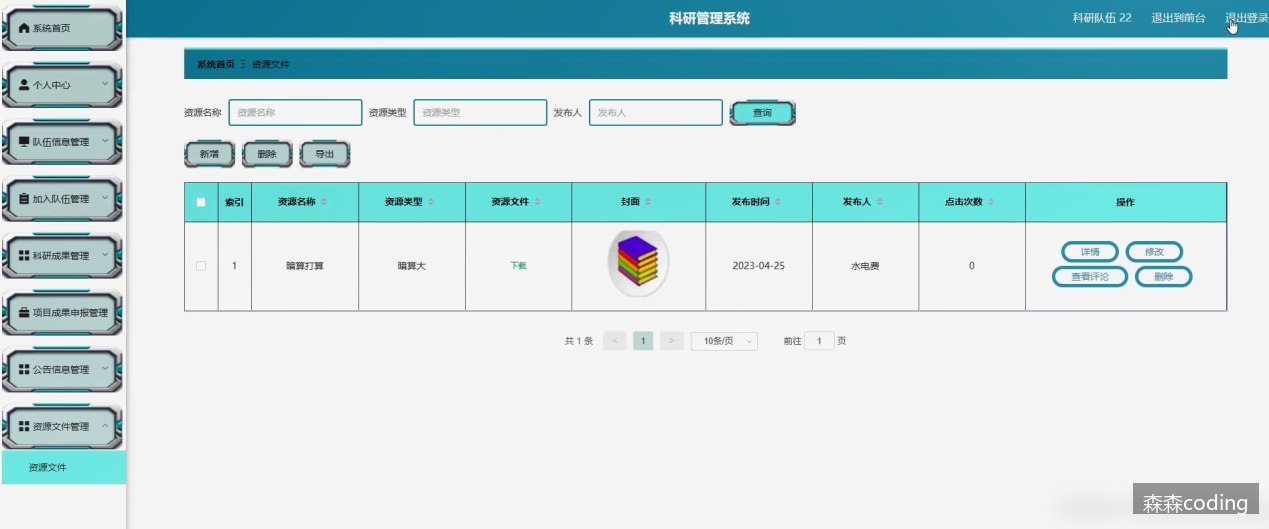 科研管理系统
科研队伍 22 退出到前台 退出登录
系统首页
个人中心
队伍信息管理
加入队伍管理
科研成果管理
项目成果申报管理
公告信息管理
资源文件管理
资源文件
系统首页 Ξ 资源文件
资源名称 资源名称 资源类型 资源类型 发布人 发布人 查询
新增 删除 导出
索引 资源名称 资源类型 资源文件 封面 发布时间 发布人 点击次数 操作
1 暗算打算 暗算大 下载 2023-04-25 水电费 0 详情 修改
查看评论 删除
共 1 条 < 1 > 10条/页 前往 1 页
森森coding